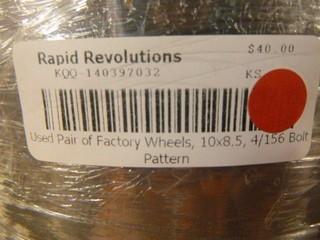 Rapid Revolutions $40.00
KQQ-140397032 KS
Used Pair of Factory Wheels, 10x8.5, 4/156 Bolt
Pattern